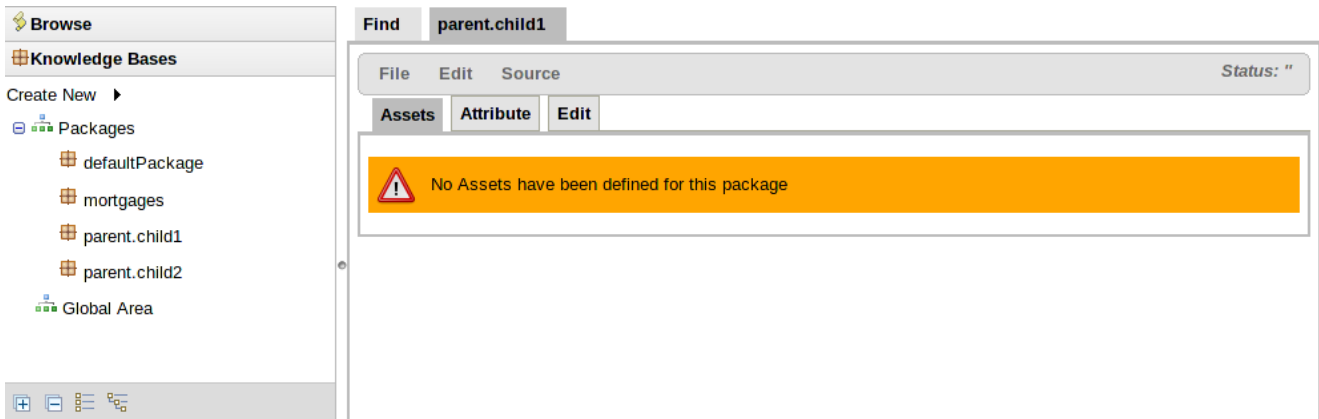 Browse
Knowledge Bases
Create New
Packages
defaultPackage
mortgages
parent.child1
parent.child2
Global Area
Find parent.child1
File Edit Source Status: ''
Assets Attribute Edit
No Assets have been defined for this package